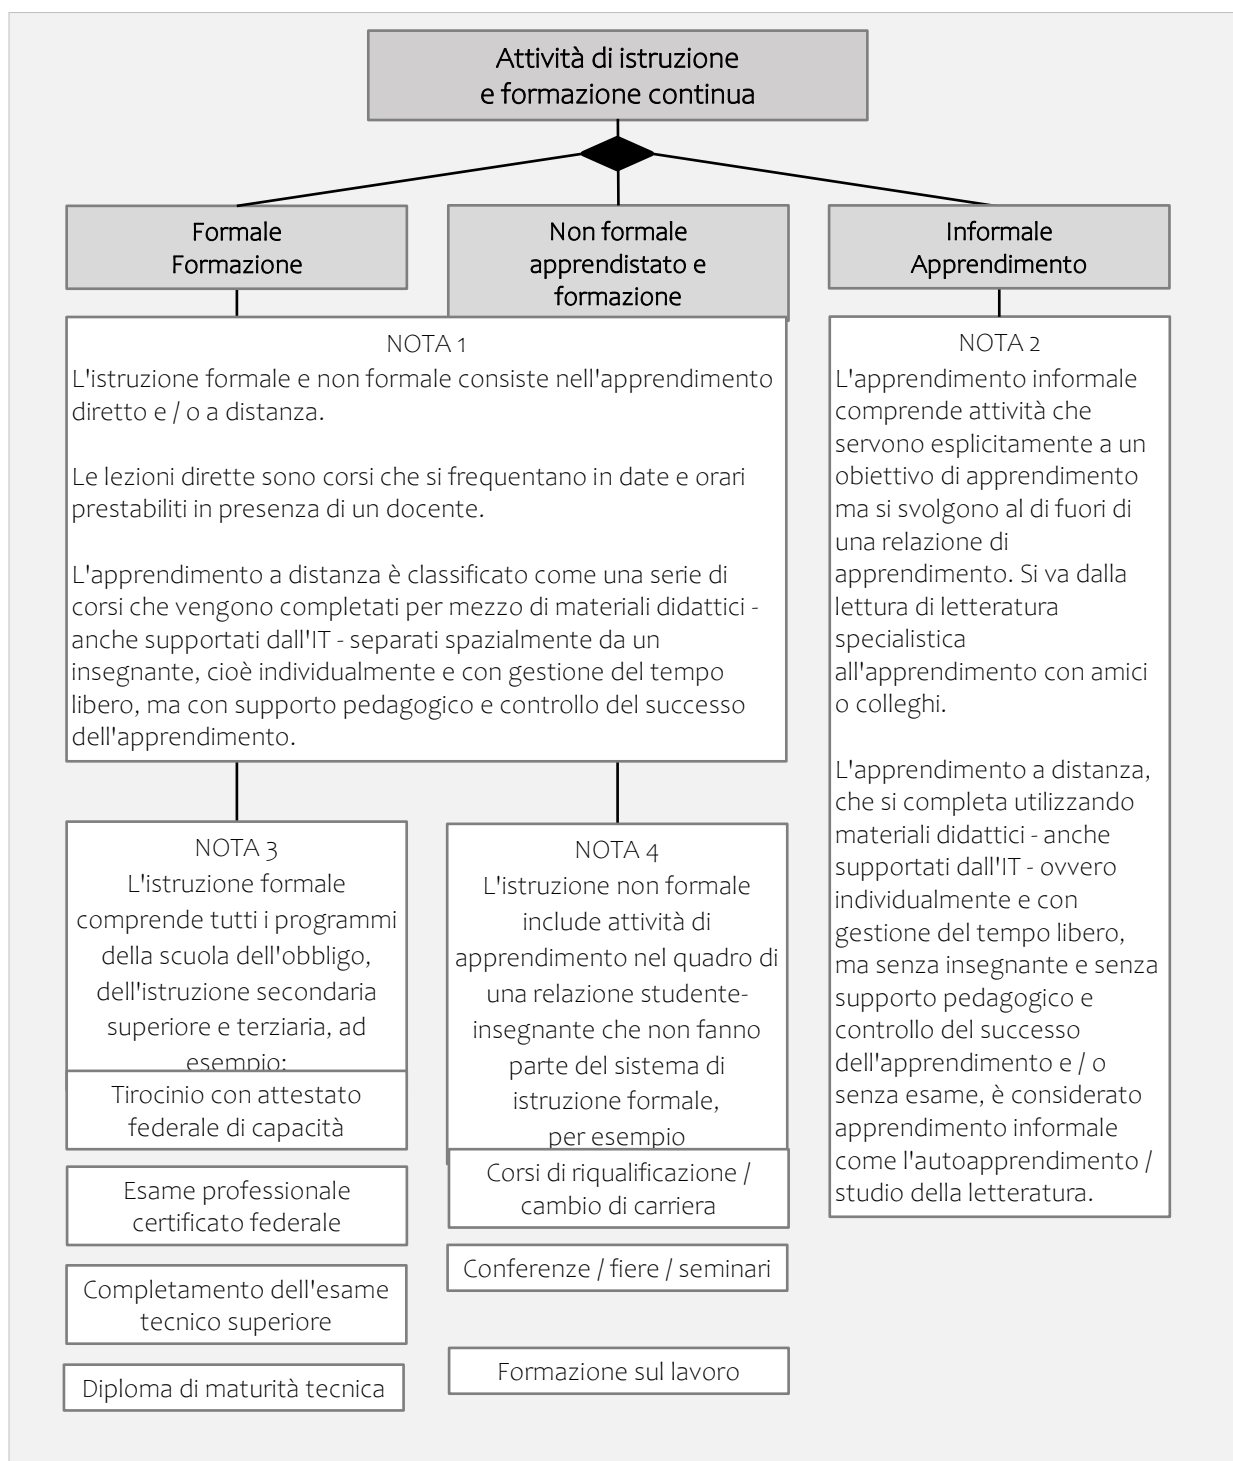 Attività di istruzione
e formazione continua
Formale
Formazione
Non formale
apprendistato e
formazione
Informale
Apprendimento
NOTA 1
L'istruzione formale e non formale consiste nell'apprendimento
diretto e / o a distanza.
Le lezioni dirette sono corsi che si frequentano in date e orari
prestabiliti in presenza di un docente.
L'apprendimento a distanza è classificato come una serie di
corsi che vengono completati per mezzo di materiali didattici -
anche supportati dall'IT - separati spazialmente da un
insegnante, cioè individualmente e con gestione del tempo
libero, ma con supporto pedagogico e controllo del successo
dell'apprendimento.
NOTA 2
L'apprendimento informale
comprende attività che
servono esplicitamente a un
obiettivo di apprendimento
ma si svolgono al di fuori di
una relazione di
apprendimento. Si va dalla
lettura di letteratura
specialistica
all'apprendimento con amici
o colleghi.
L'apprendimento a distanza,
che si completa utilizzando
materiali didattici - anche
supportati dall'IT - ovvero
individualmente e con
gestione del tempo libero,
ma senza insegnante e senza
supporto pedagogico e
controllo del successo
dell'apprendimento e / o
senza esame, è considerato
apprendimento informale
come l'autoapprendimento /
studio della letteratura.
NOTA 3
L'istruzione formale
comprende tutti i programmi
della scuola dell'obbligo,
dell'istruzione secondaria
superiore e terziaria, ad
esempio:
Tirocinio con attestato
federale di capacità
Esame professionale
certificato federale
Completamento dell'esame
tecnico superiore
Diploma di maturità tecnica
NOTA 4
L'istruzione non formale
include attività di
apprendimento nel quadro di
una relazione studente-
insegnante che non fanno
parte del sistema di
istruzione formale,
per esempio
Corsi di riqualificazione /
cambio di carriera
Conferenze / fiere / seminari
Formazione sul lavoro